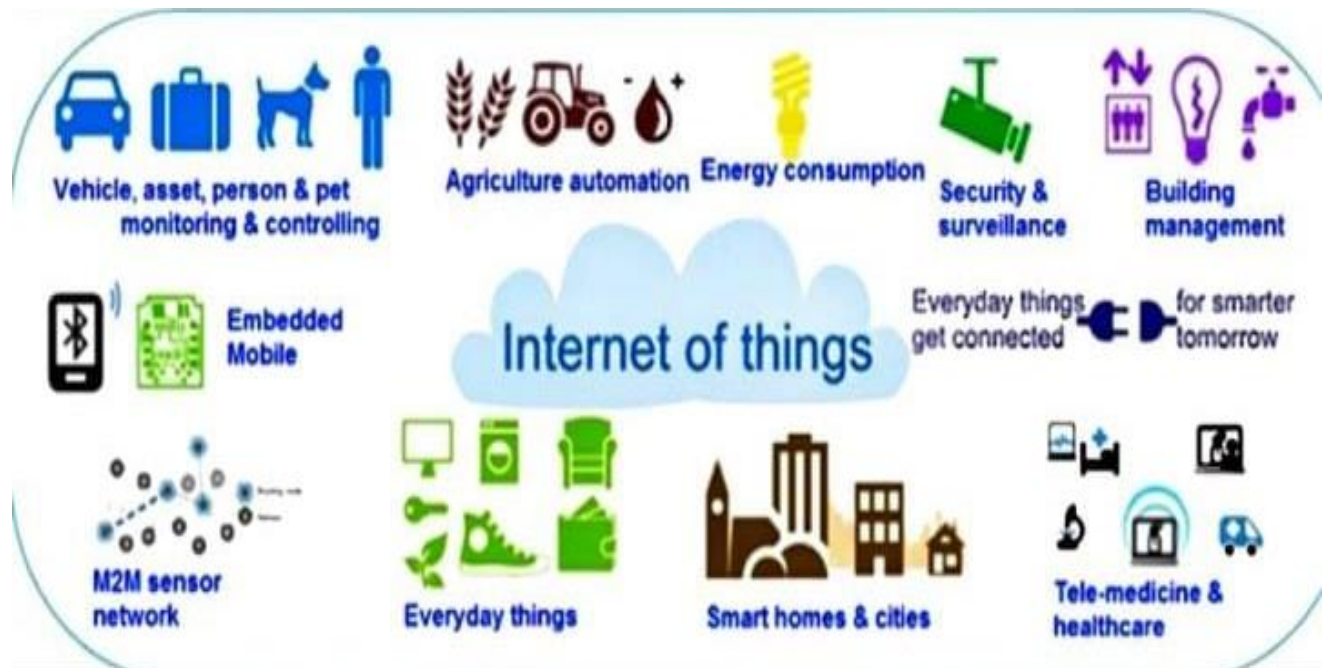 Vehicle, asset, person & pet
monitoring & controlling
Agriculture automation
Energy consumption
Security &
surveillance
Building
management
Embedded
Mobile
Internet of things
Everyday things
get connected
for smarter
tomorrow
M2M sensor
network
Everyday things
Smart homes & cities
Tele-medicine &
healthcare